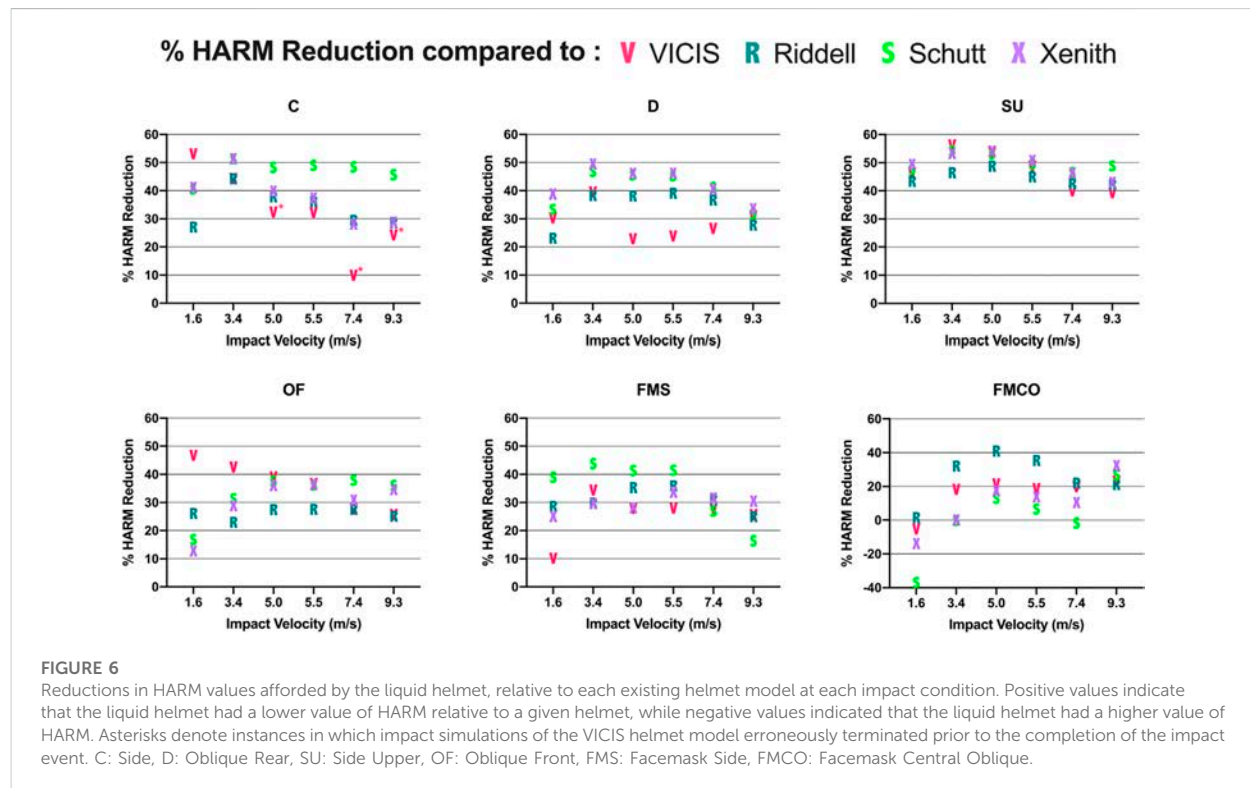 % HARM Reduction compared to : V VICIS R Riddell S Schutt X Xenith
C
% HARM Reduction
60
50
40
30
20
10
0
V
V
V*
V
V*
V*
R
R
R
R
R
R
S
S
S
S
S
X
X
X
X
X
X
1.6 3.4 5.0 5.5 7.4 9.3
Impact Velocity (m/s)
D
% HARM Reduction
60
50
40
30
20
10
0
V
V
V
V
V
V
R
R
R
R
R
R
S
S
S
S
S
S
X
X
X
X
X
X
1.6 3.4 5.0 5.5 7.4 9.3
Impact Velocity (m/s)
SU
% HARM Reduction
60
50
40
30
20
10
0
V
V
V
V
V
V
R
R
R
R
R
R
S
S
S
S
S
S
X
X
X
X
X
X
1.6 3.4 5.0 5.5 7.4 9.3
Impact Velocity (m/s)
OF
% HARM Reduction
60
50
40
30
20
10
0
V
V
V
V
V
V
R
R
R
R
R
R
S
S
S
S
S
S
X
X
X
X
X
X
1.6 3.4 5.0 5.5 7.4 9.3
Impact Velocity (m/s)
FMS
% HARM Reduction
60
50
40
30
20
10
0
V
V
V
V
V
V
R
R
R
R
R
R
S
S
S
S
S
S
X
X
X
X
X
X
1.6 3.4 5.0 5.5 7.4 9.3
Impact Velocity (m/s)
FMCO
% HARM Reduction
60
40
20
0
-20
-40
V
V
V
V
V
V
R
R
R
R
R
R
S
S
S
S
S
S
X
X
X
X
X
X
1.6 3.4 5.0 5.5 7.4 9.3
Impact Velocity (m/s)
FIGURE 6
Reductions in HARM values afforded by the liquid helmet, relative to each existing helmet model at each impact condition. Positive values indicate
that the liquid helmet had a lower value of HARM relative to a given helmet, while negative values indicated that the liquid helmet had a higher value of
HARM. Asterisks denote instances in which impact simulations of the VICIS helmet model erroneously terminated prior to the completion of the impact
event. C: Side, D: Oblique Rear, SU: Side Upper, OF: Oblique Front, FMS: Facemask Side, FMCO: Facemask Central Oblique.